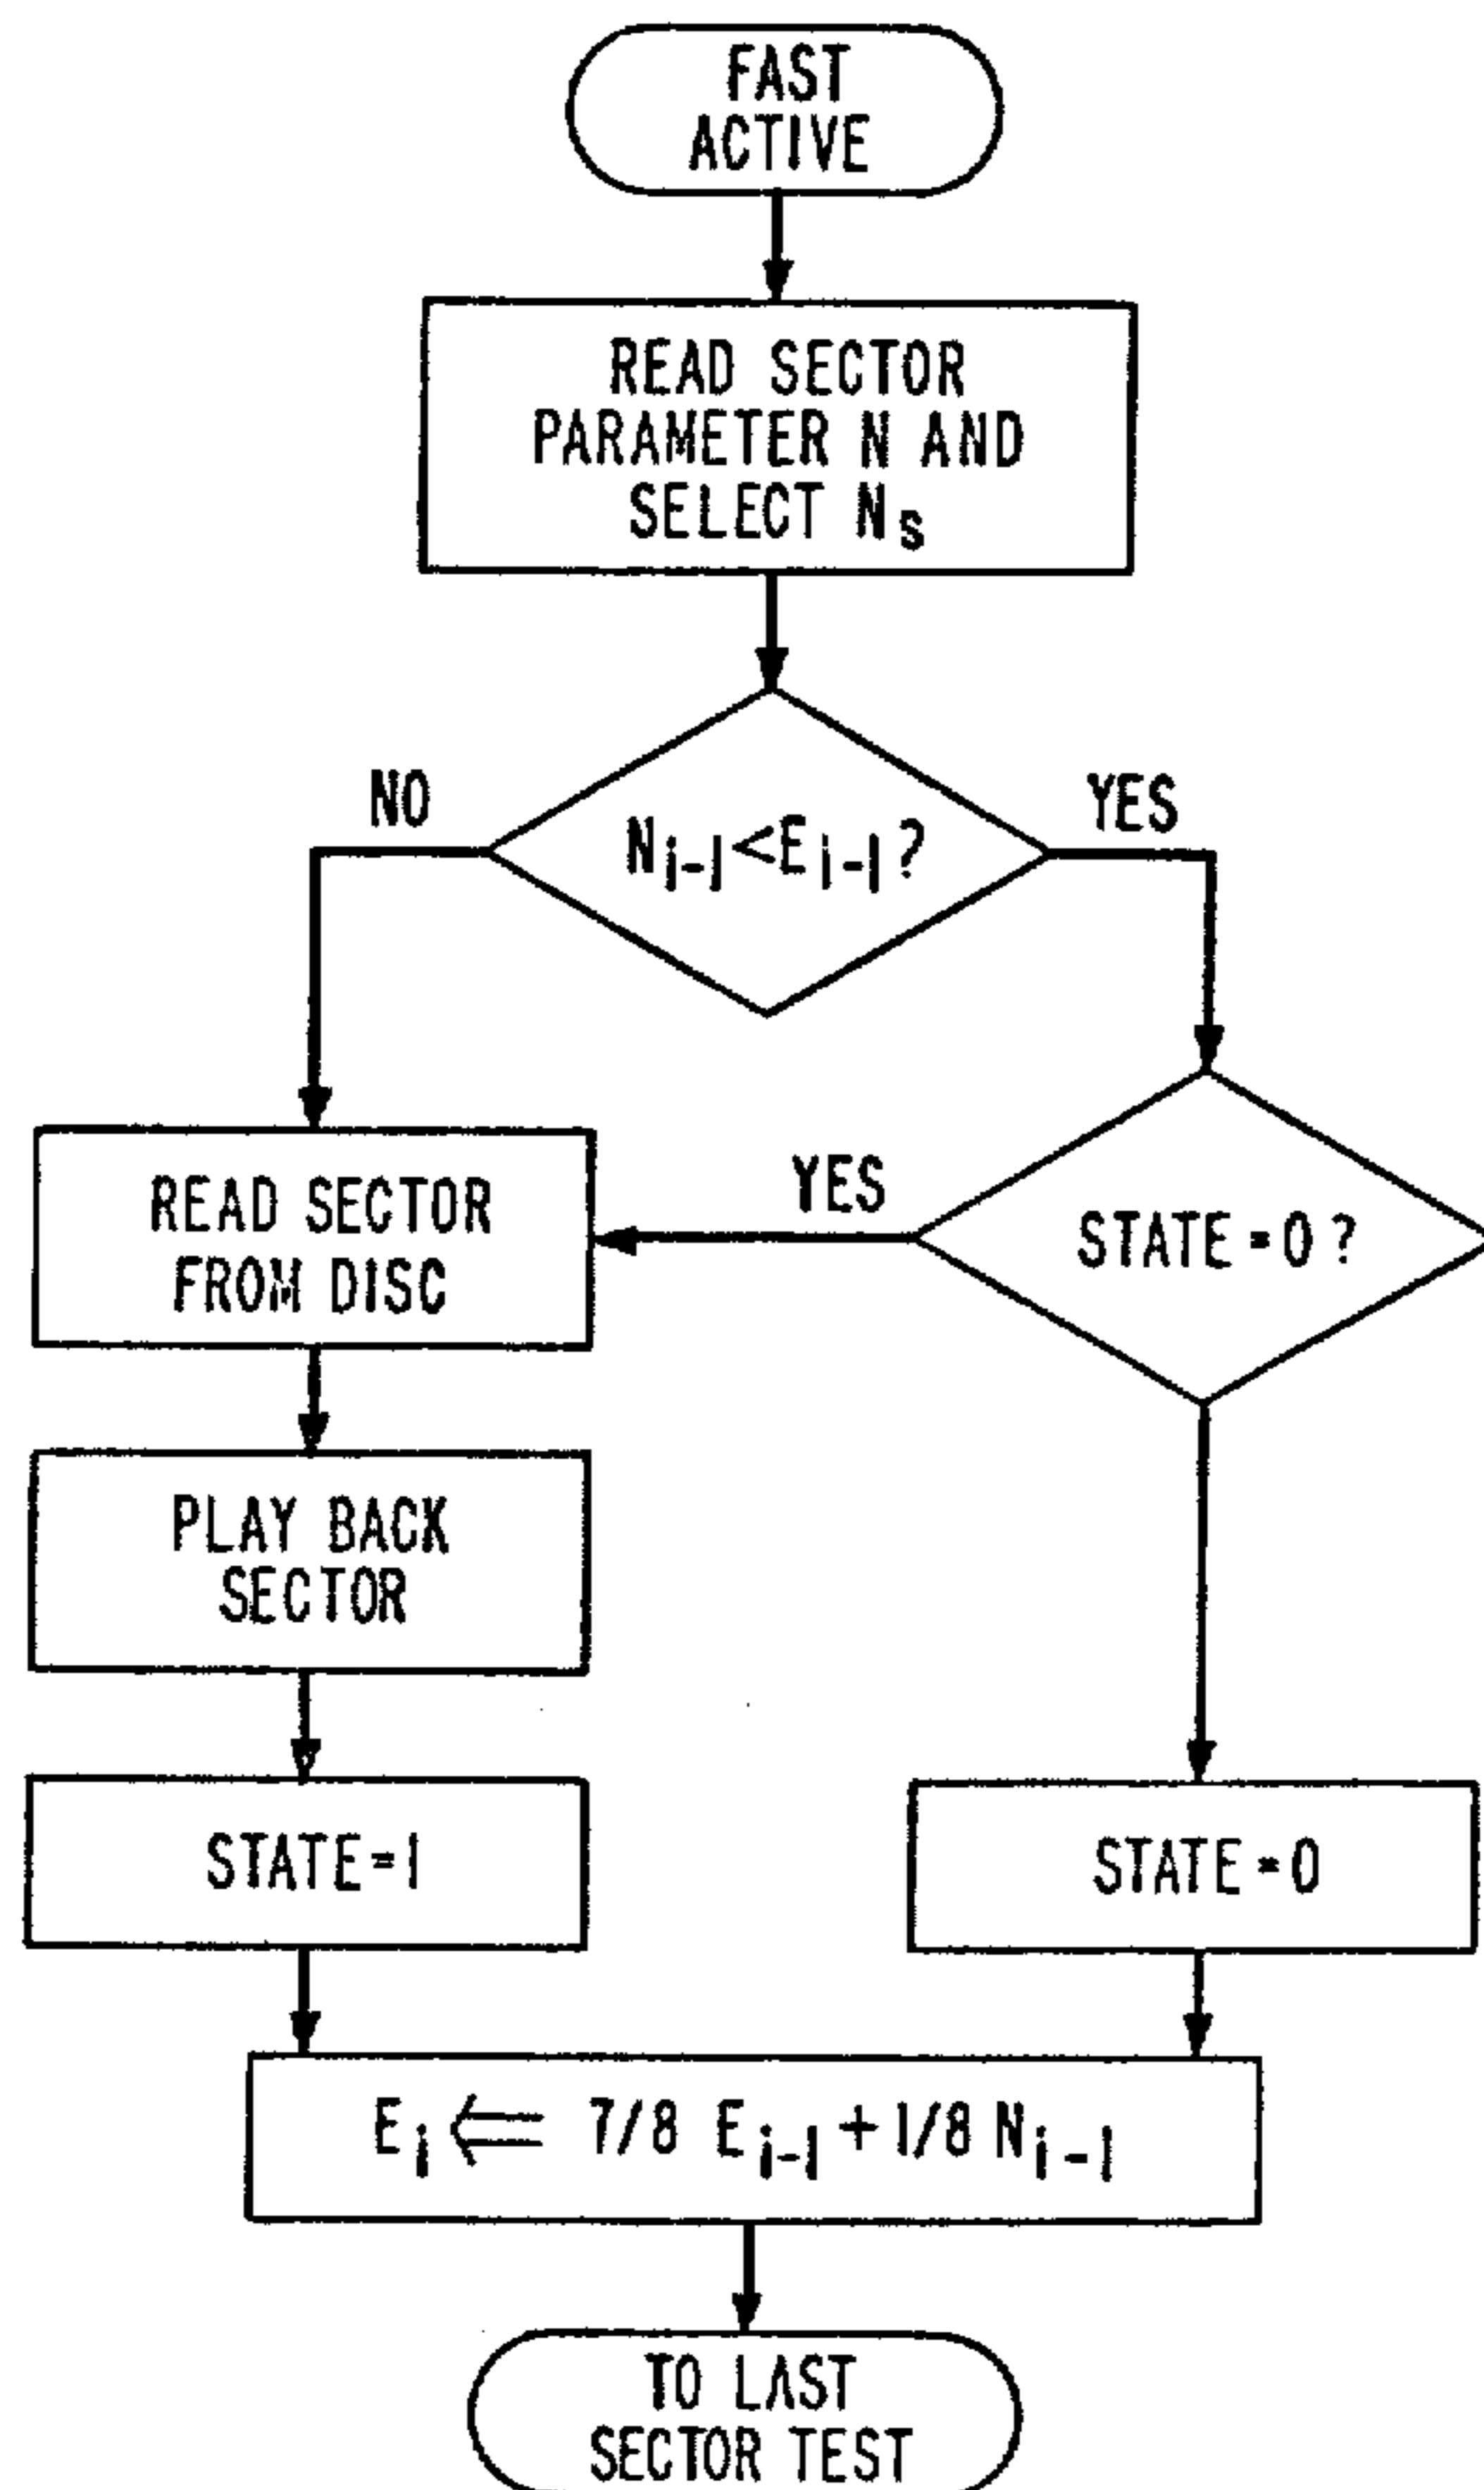 FAST
ACTIVE
READ SECTOR
PARAMETER N AND
SELECT Ns
NO
YES
Ni-1<Ei-1?
YES
STATE=0?
READ SECTOR
FROM DISC
PLAY BACK
SECTOR
STATE=1
STATE=0
Ei⇐ 7/8 Ei-1+1/8 Ni-1
TO LAST
SECTOR TEST